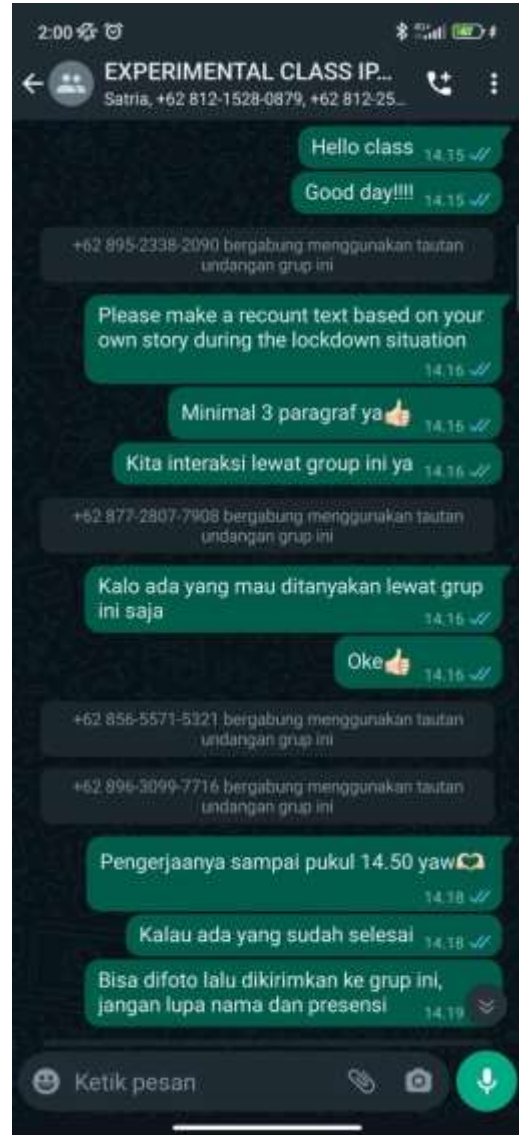 2:00
EXPERIMENTAL CLASS IP...
Satria, +62 812-1528-0879, +62 812-25...
Hello class 14.15
Good day!!!! 14.15
+62 895-2338-2090 bergabung menggunakan tautan
undangan grup ini
Please make a recount text based on your
own story during the lockdown situation
14.16
Minimal 3 paragraf ya👍🏻 14.16
Kita interaksi lewat group ini ya 14.16
+62 877-2807-7908 bergabung menggunakan tautan
undangan grup ini
Kalo ada yang mau ditanyakan lewat grup
ini saja 14.16
Oke👍🏻 14.16
+62 856-5571-5321 bergabung menggunakan tautan
undangan grup ini
+62 896-3099-7716 bergabung menggunakan tautan
undangan grup ini
Pengerjaanya sampai pukul 14.50 yaw🫶🏻
14.18
Kalau ada yang sudah selesai 14.18
Bisa difoto lalu dikirimkan ke grup ini,
jangan lupa nama dan presensi 14.19
Ketik pesan